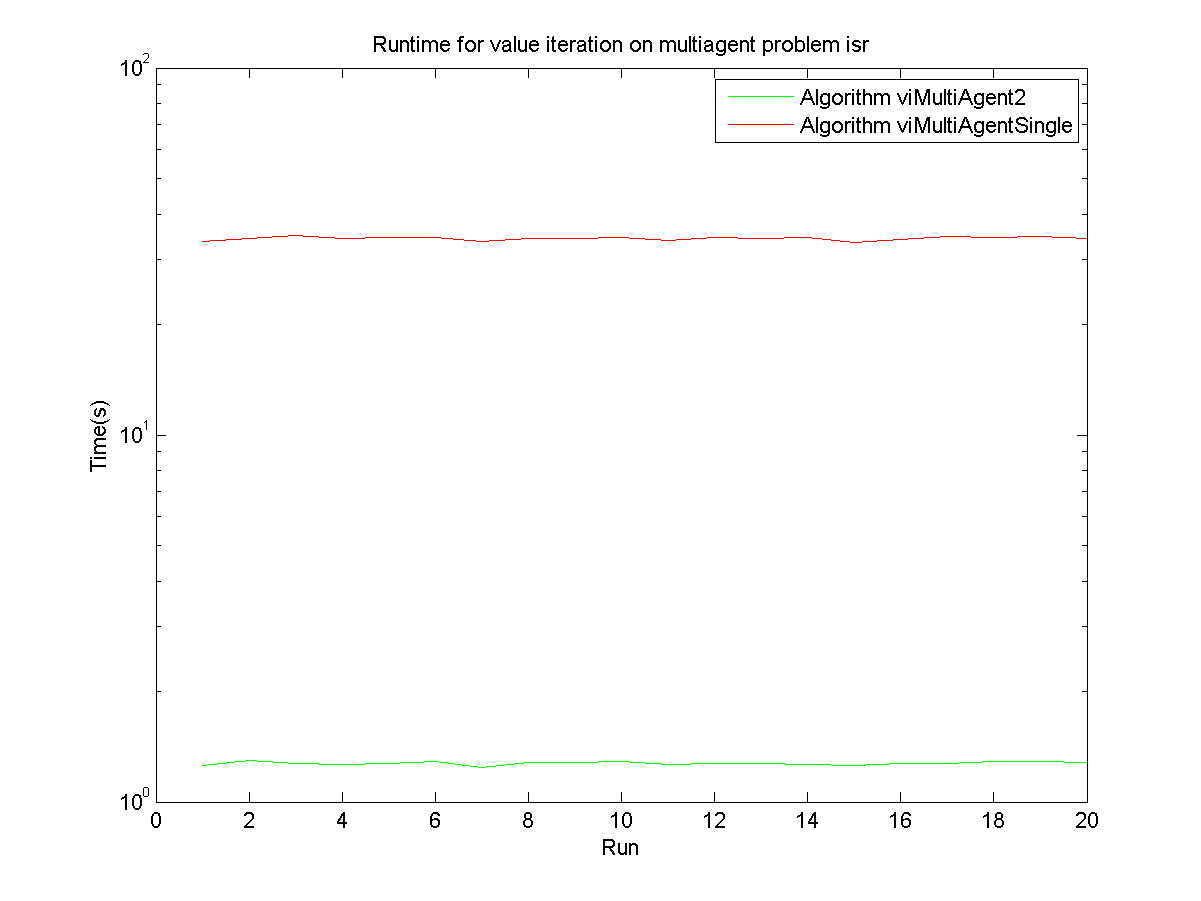 Runtime for value iteration on multiagent problem isr
10^2
Algorithm viMultiAgent2
Algorithm viMultiAgentSingle
10^1
Time(s)
10^0
0 2 4 6 8 10 12 14 16 18 20
Run